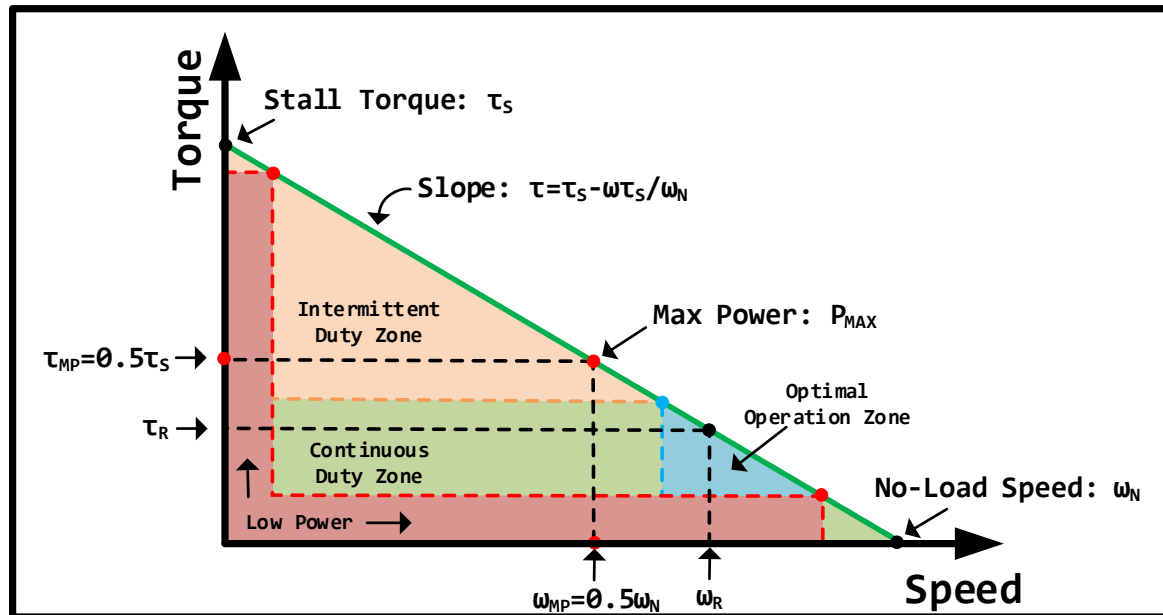 Torque
Stall Torque: τS
Slope: τ=τS-ωτS/ωN
Intermittent
Duty Zone
Max Power: PMAX
τMP=0.5τS
Optimal
Operation Zone
τR
Continuous
Duty Zone
No-Load Speed: ωN
Low Power
ωMP=0.5ωN
ωR
Speed